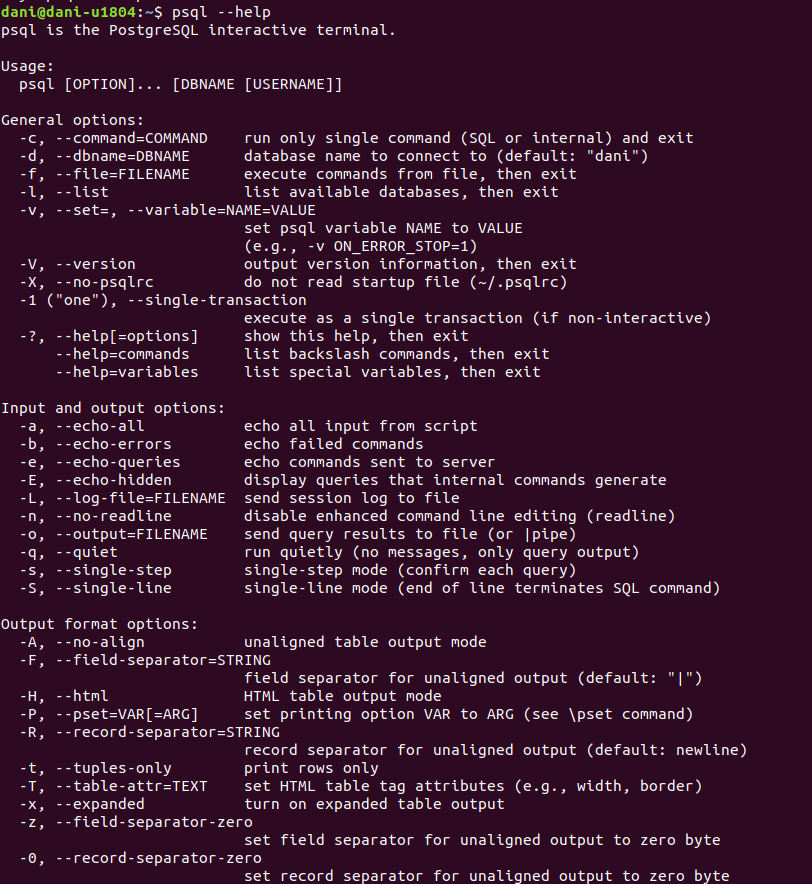 dani@dani-u1804:~$ psql --help
psql is the PostgreSQL interactive terminal.

Usage:
  psql [OPTION]... [DBNAME [USERNAME]]

General options:
  -c, --command=COMMAND    run only single command (SQL or internal) and exit
  -d, --dbname=DBNAME      database name to connect to (default: "dani")
  -f, --file=FILENAME      execute commands from file, then exit
  -l, --list               list available databases, then exit
  -v, --set=, --variable=NAME=VALUE
                           set psql variable NAME to VALUE
                           (e.g., -v ON_ERROR_STOP=1)
  -V, --version            output version information, then exit
  -X, --no-psqlrc          do not read startup file (~/.psqlrc)
  -1 ("one"), --single-transaction
                           execute as a single transaction (if non-interactive)
  -?, --help[=options]     show this help, then exit
      --help=commands      list backslash commands, then exit
      --help=variables     list special variables, then exit

Input and output options:
  -a, --echo-all           echo all input from script
  -b, --echo-errors        echo failed commands
  -e, --echo-queries       echo commands sent to server
  -E, --echo-hidden        display queries that internal commands generate
  -L, --log-file=FILENAME  send session log to file
  -n, --no-readline        disable enhanced command line editing (readline)
  -o, --output=FILENAME    send query results to file (or |pipe)
  -q, --quiet              run quietly (no messages, only query output)
  -s, --single-step        single-step mode (confirm each query)
  -S, --single-line        single-line mode (end of line terminates SQL command)

Output format options:
  -A, --no-align           unaligned table output mode
  -F, --field-separator=STRING
                           field separator for unaligned output (default: "|")
  -H, --html               HTML table output mode
  -P, --pset=VAR[=ARG]     set printing option VAR to ARG (see \pset command)
  -R, --record-separator=STRING
                           record separator for unaligned output (default: newline)
  -t, --tuples-only        print rows only
  -T, --table-attr=TEXT    set HTML table tag attributes (e.g., width, border)
  -x, --expanded           turn on expanded table output
  -z, --field-separator-zero
                           set field separator for unaligned output to zero byte
  -0, --record-separator-zero
                           set record separator for unaligned output to zero byte